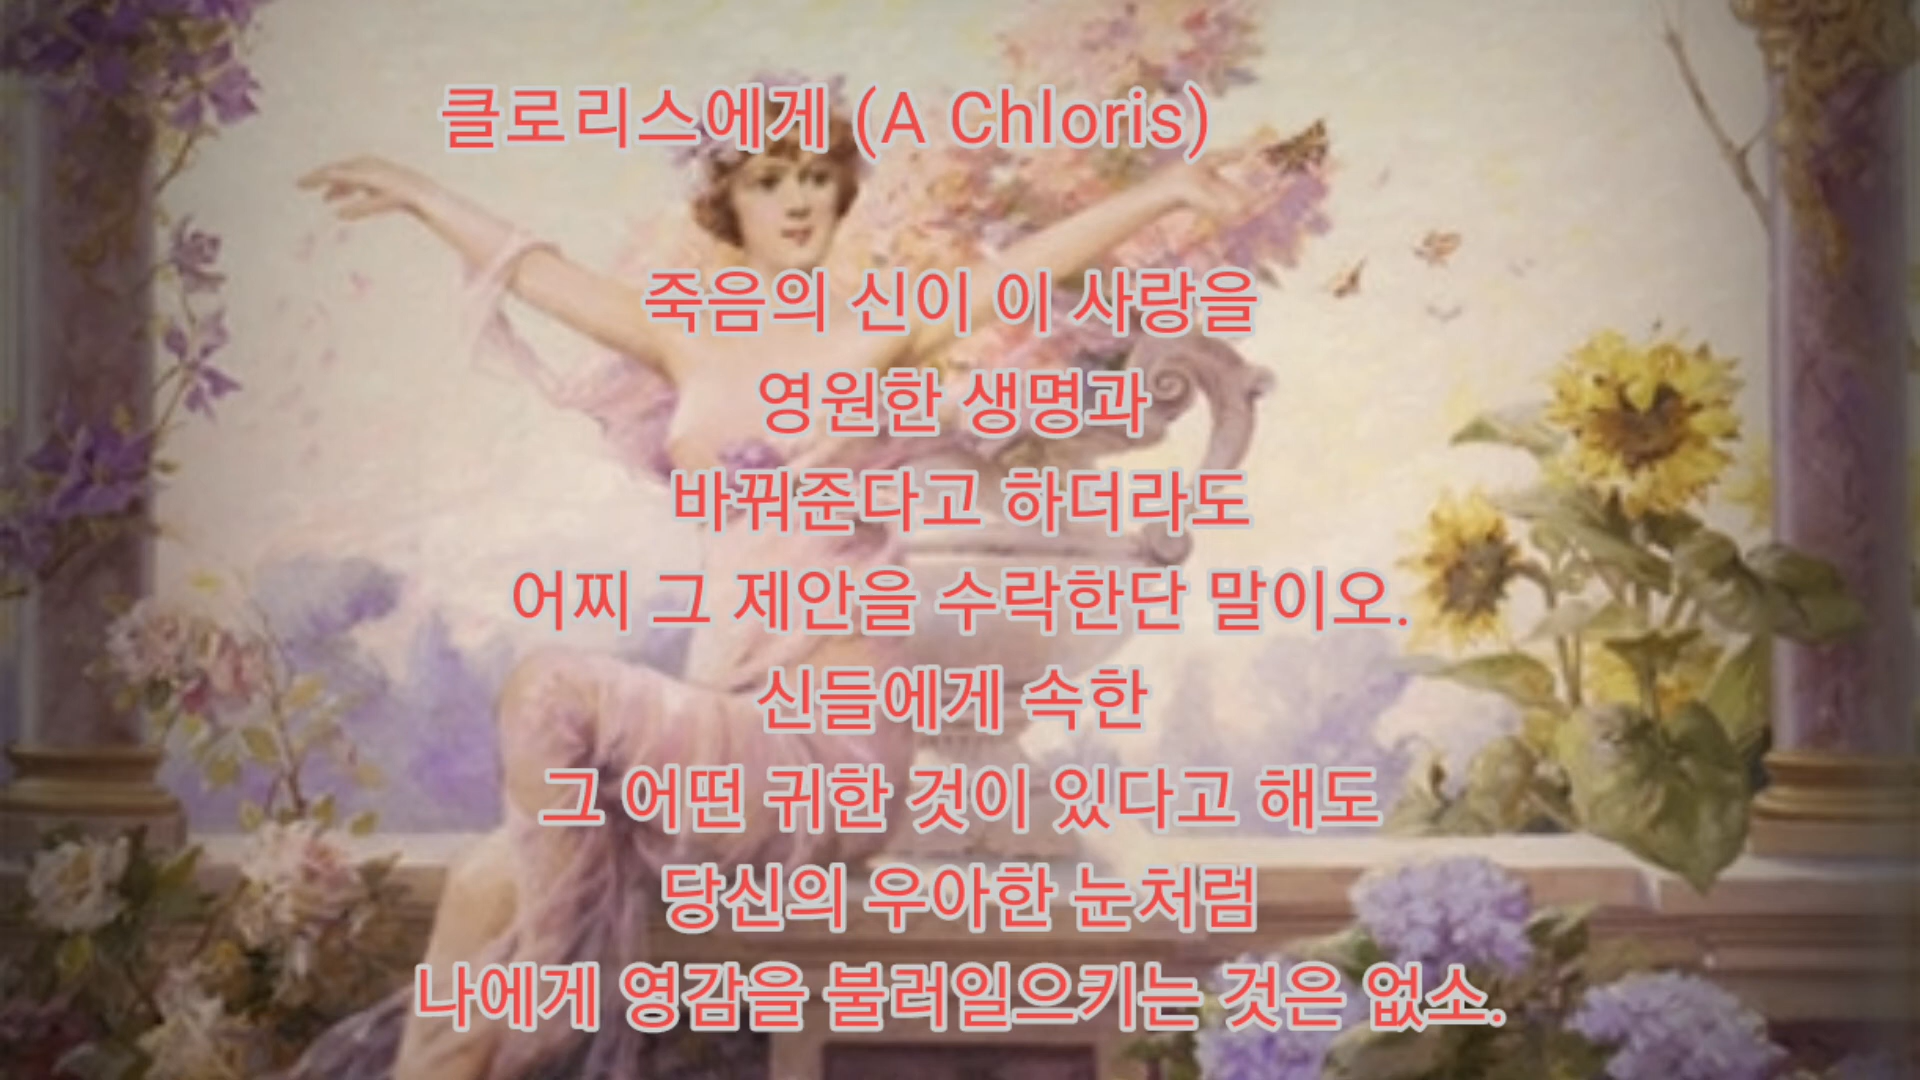 클로리스에게 (A Chloris)
죽음의 신이 이 사랑을
영원한 생명과
바꿔준다고 하더라도
어찌 그 제안을 수락한단 말이오.
신들에게 속한
그 어떤 귀한 것이 있다고 해도
당신의 우아한 눈처럼
나에게 영감을 불러일으키는 것은 없소.